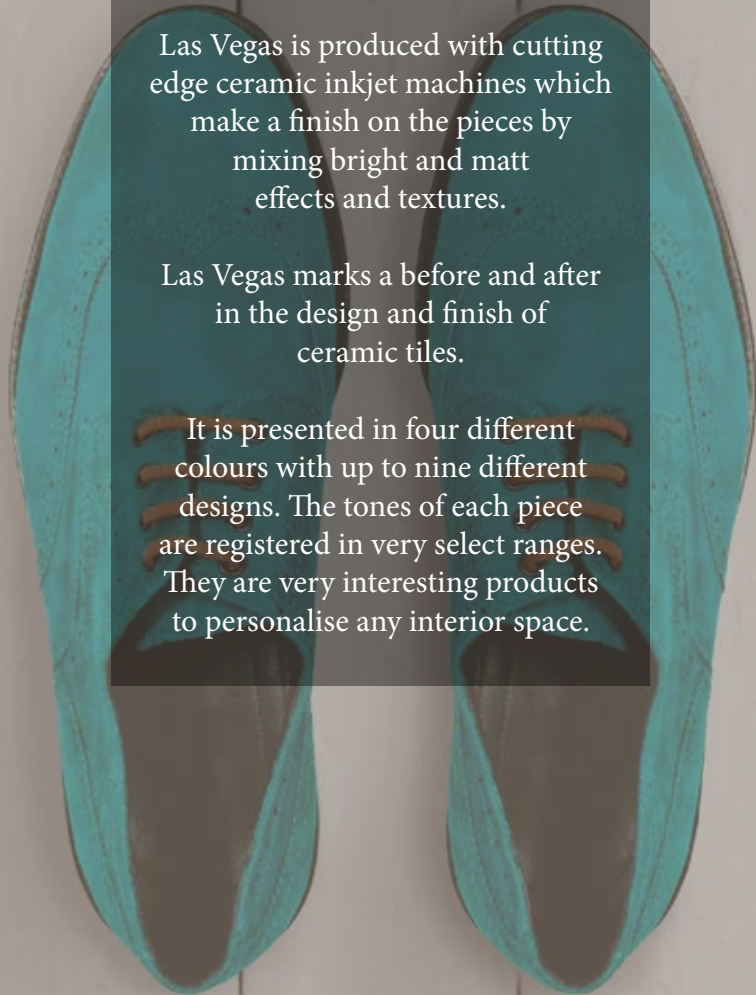 Las Vegas is produced with cutting
edge ceramic inkjet machines which
make a finish on the pieces by
mixing bright and matt
effects and textures.
Las Vegas marks a before and after
in the design and finish of
ceramic tiles.
It is presented in four different
colours with up to nine different
designs. The tones of each piece
are registered in very select ranges.
They are very interesting products
to personalise any interior space.